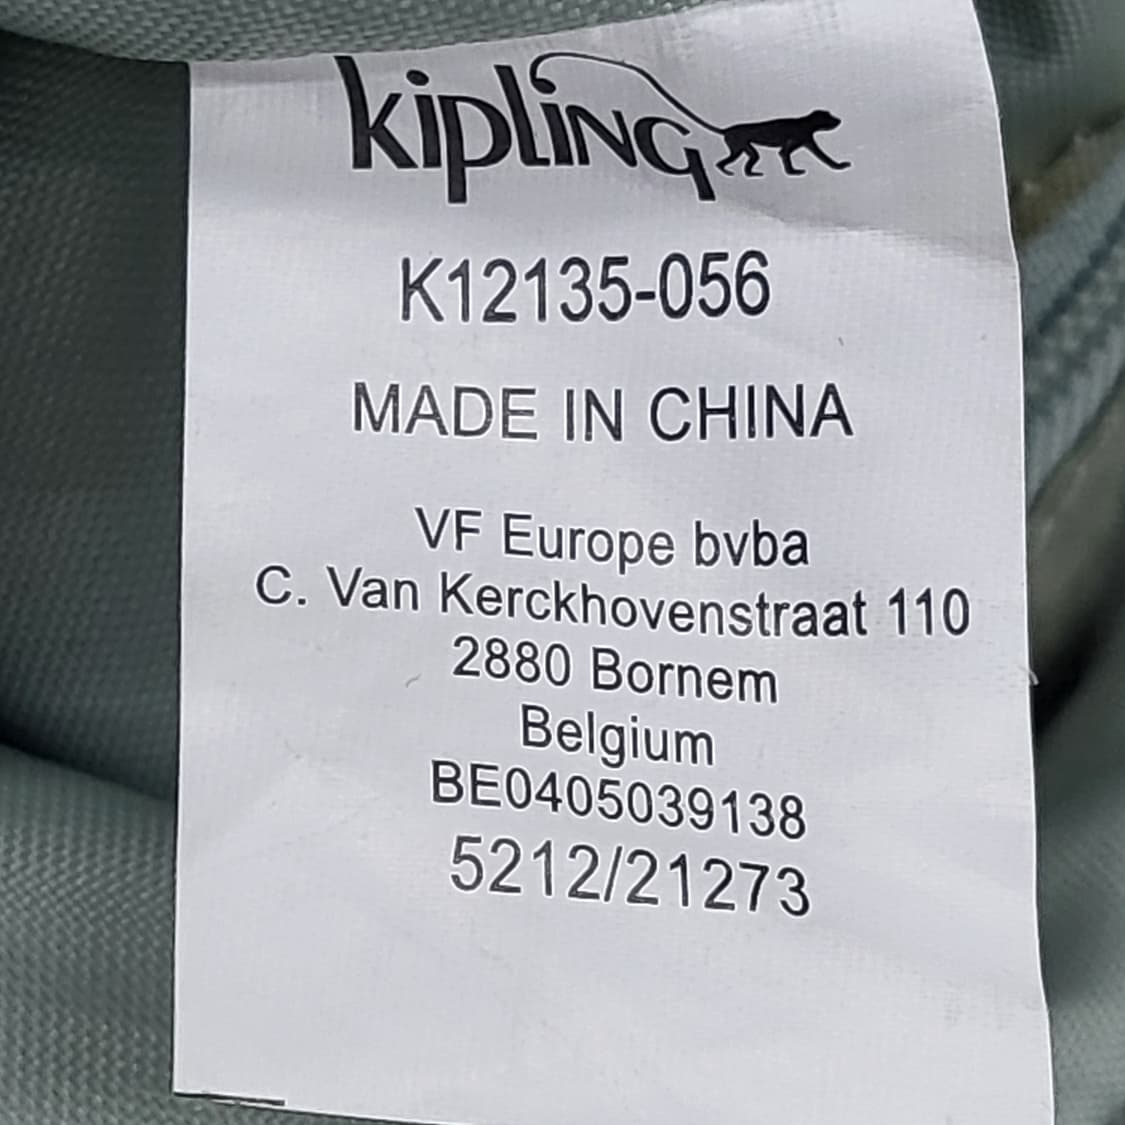 kipling
K12135-056
MADE IN CHINA
VF Europe bvba
C. Van Kerckhovenstraat 110
2880 Bornem
Belgium
BE0405039138
5212/21273